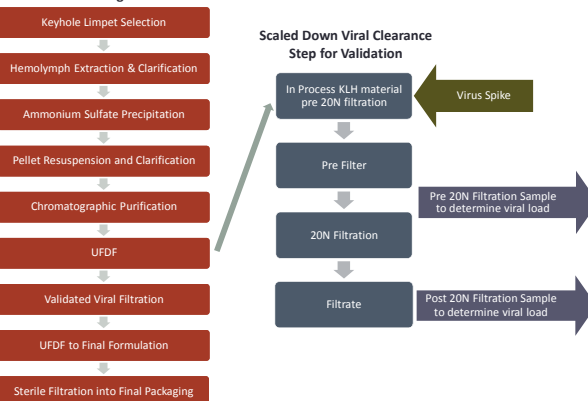 Keyhole Limpet Selection
Hemolymph Extraction & Clarification
Ammonium Sulfate Precipitation
Pellet Resuspension and Clarification
Chromatographic Purification
UFDF
Validated Viral Filtration
UFDF to Final Formulation
Sterile Filtration into Final Packaging
Scaled Down Viral Clearance
Step for Validation
In Process KLH material
pre 20N filtration
Virus Spike
Pre Filter
Pre 20N Filtration Sample
to determine viral load
20N Filtration
Filtrate
Post 20N Filtration Sample
to determine viral load